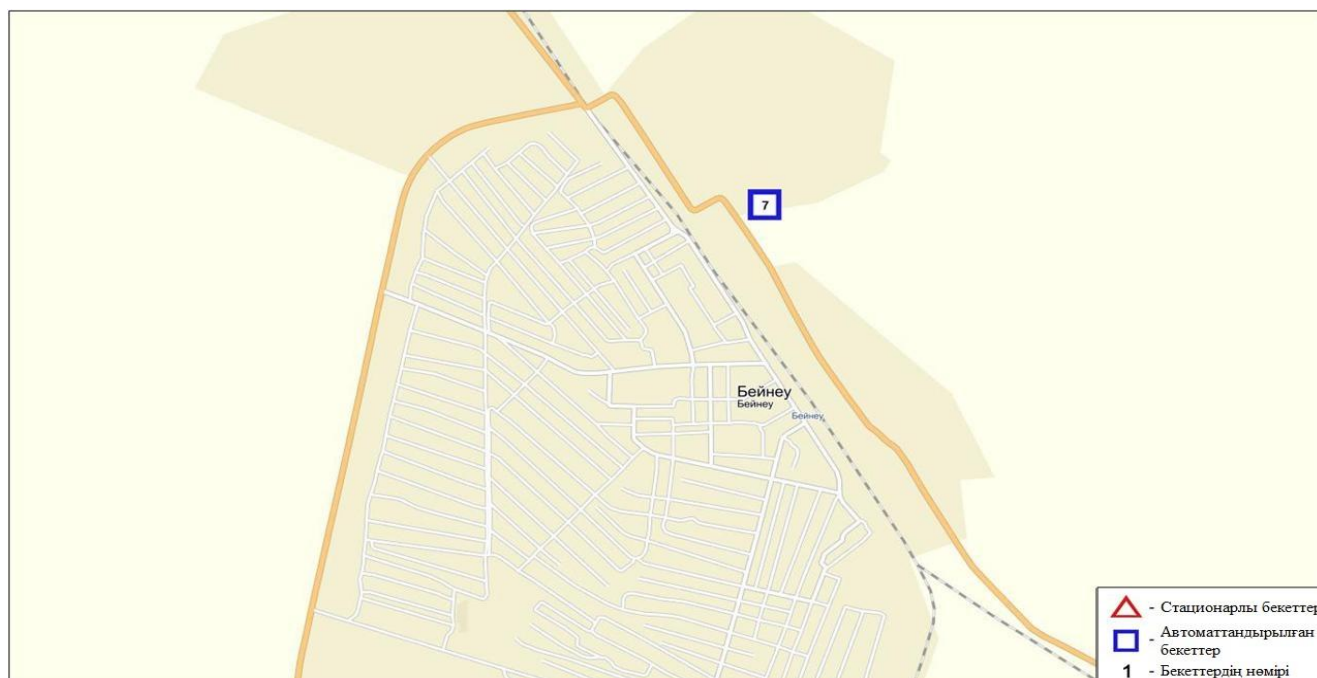 7
Бейнеу
Бейнеу
Бейнеу
- Стационарлы бекеттер
- Автоматтандырылған
бекеттер
1 - Бекеттердің нөмірі